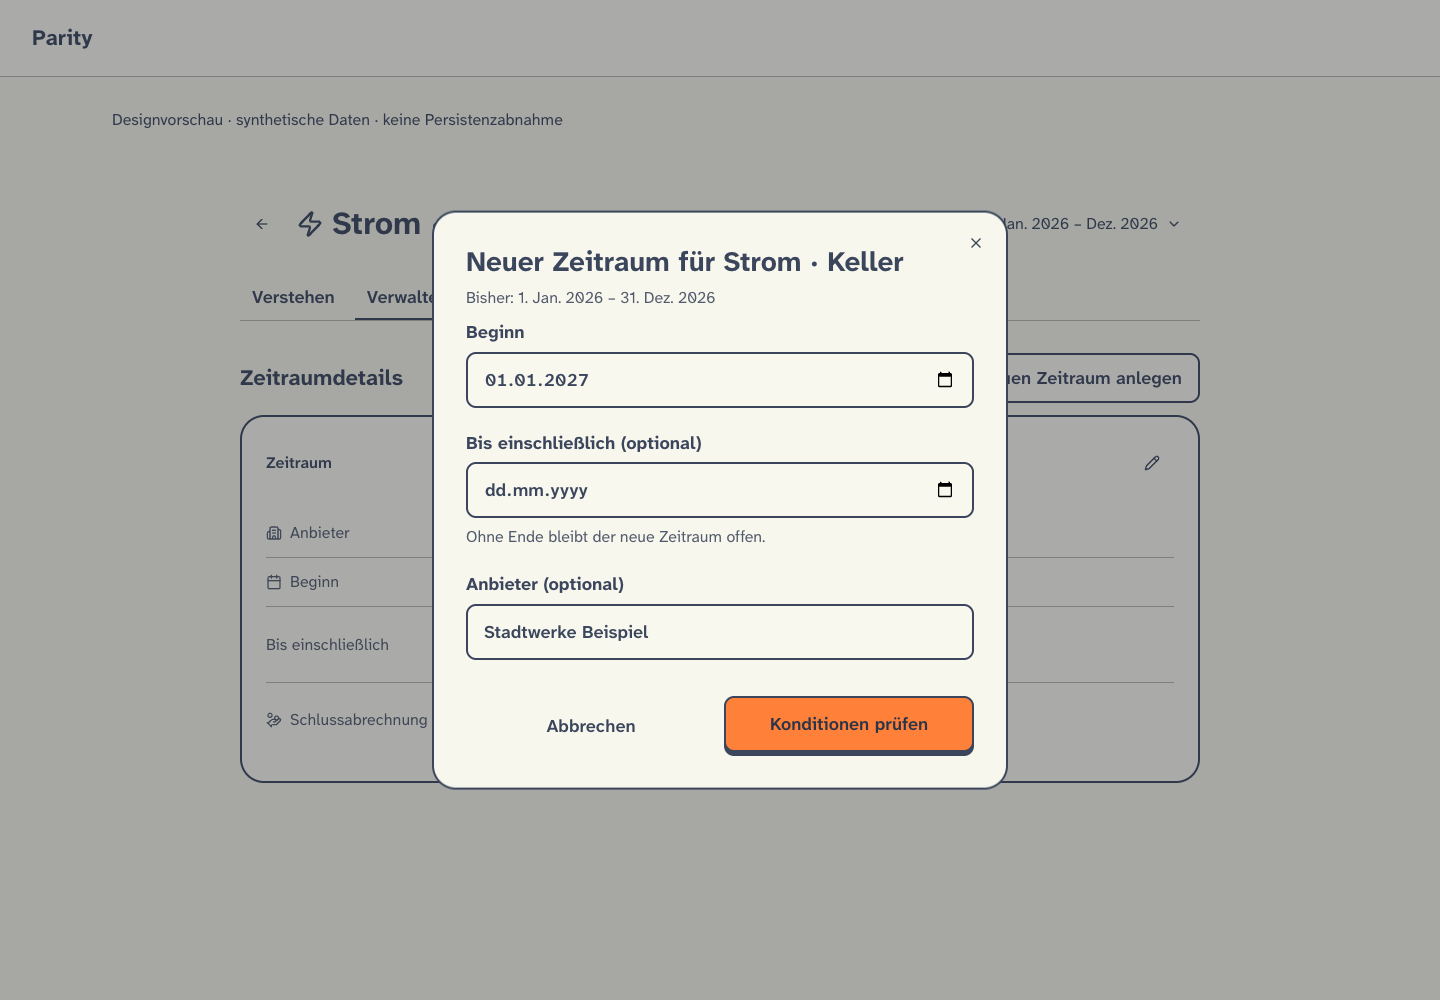 Parity
Designvorschau · synthetische Daten · keine Persistenzabnahme
Strom
Jan. 2026 – Dez. 2026
Verstehen
Zeitraumdetails
Zeitraum anlegen
Zeitraum
Anbieter
Beginn
Bis einschließlich
Schlussabrechnung
Neuer Zeitraum für Strom · Keller
Bisher: 1. Jan. 2026 – 31. Dez. 2026
Beginn
01.01.2027
Bis einschließlich (optional)
dd.mm.yyyy
Ohne Ende bleibt der neue Zeitraum offen.
Anbieter (optional)
Stadtwerke Beispiel
Abbrechen
Konditionen prüfen